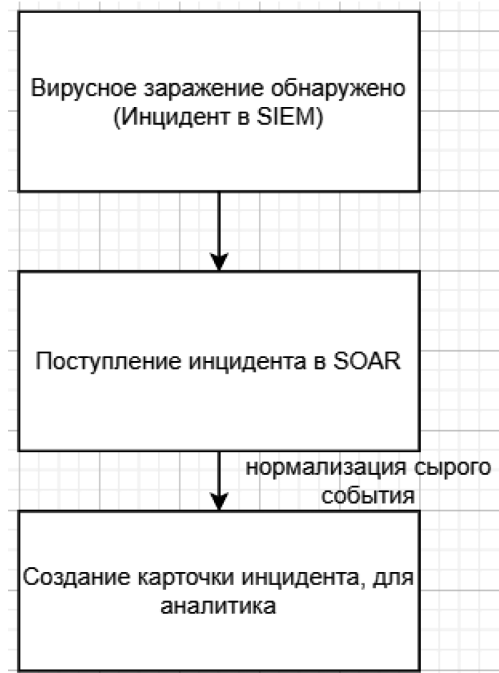 Вирусное заражение обнаружено
(Инцидент в SIEM)
Поступление инцидента в SOAR
нормализация сырого
события
Создание карточки инцидента, для
аналитика